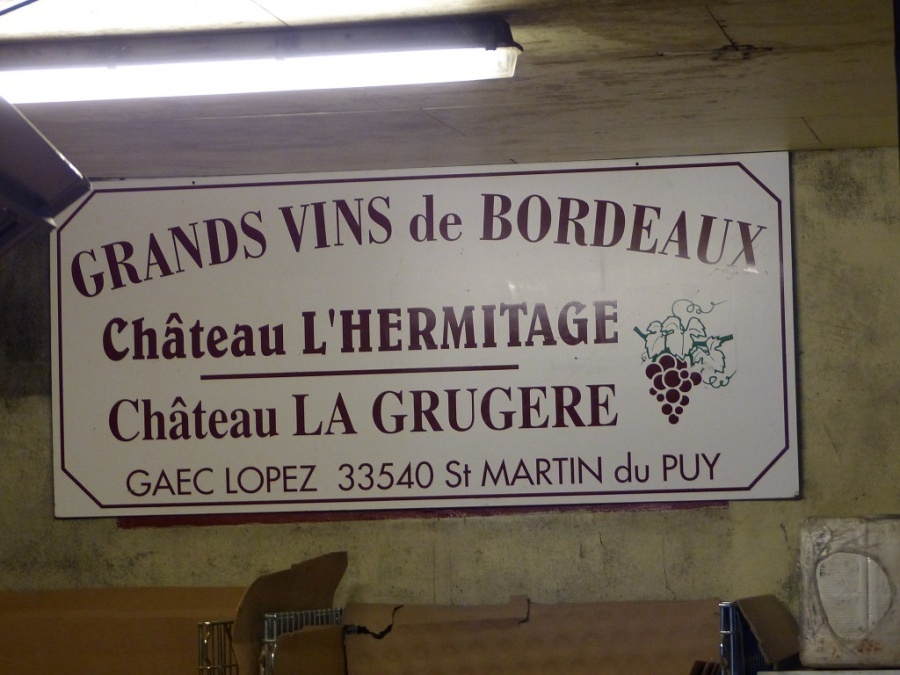 GRANDS VINS de BORDEAUX
Château L'HERMITAGE
Château LA GRUGERE
GAEC LOPEZ 33540 St MARTIN du PUY